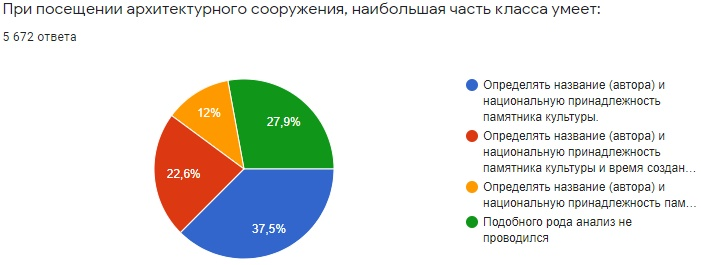 При посещении архитектурного сооружения, наибольшая часть класса умеет:
5 672 ответа
12%
27,9%
22,6%
37,5%
Определять название (автора) и
национальную принадлежность
памятника культуры.
Определять название (автора) и
национальную принадлежность
памятника культуры и время создан…
Определять название (автора) и
национальную принадлежность пам…
Подобного рода анализ не
проводился